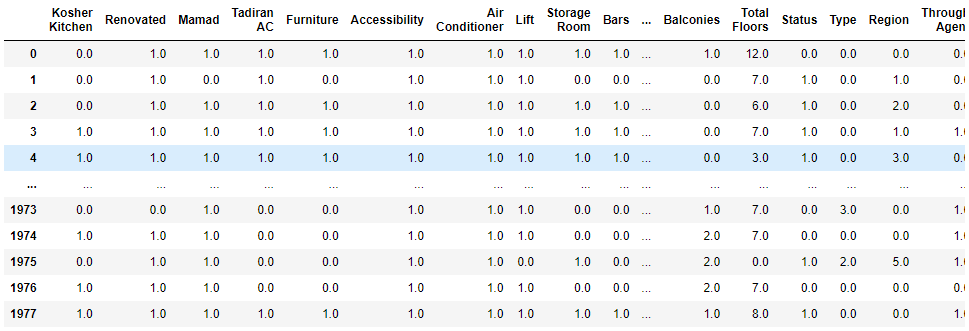 Kosher Kitchen Renovated Mamad Tadiran AC Furniture Accessibility Air Conditioner Lift Storage Room Bars ... Balconies Total Floors Status Type Region Through Agen
0 0.0 1.0 1.0 1.0 1.0 1.0 1.0 1.0 1.0 1.0 ... 1.0 12.0 0.0 0.0 0.0 0.
1 0.0 1.0 0.0 1.0 0.0 1.0 1.0 1.0 0.0 0.0 ... 0.0 7.0 1.0 0.0 1.0 0.
2 0.0 1.0 1.0 1.0 1.0 1.0 1.0 1.0 1.0 1.0 ... 0.0 6.0 1.0 0.0 2.0 0.
3 1.0 1.0 1.0 1.0 1.0 1.0 1.0 1.0 1.0 1.0 ... 0.0 7.0 1.0 0.0 1.0 1.
4 1.0 1.0 1.0 1.0 1.0 1.0 1.0 1.0 1.0 1.0 ... 0.0 3.0 1.0 0.0 3.0 0.
... ... ... ... ... ... ... ... ... ... ... ... ... ... ... ... ... ...
1973 0.0 0.0 1.0 0.0 0.0 1.0 1.0 1.0 0.0 0.0 ... 1.0 7.0 0.0 3.0 0.0 1.
1974 1.0 1.0 1.0 0.0 0.0 1.0 1.0 1.0 0.0 0.0 ... 2.0 7.0 0.0 0.0 0.0 1.
1975 0.0 1.0 1.0 0.0 0.0 1.0 1.0 0.0 1.0 0.0 ... 2.0 0.0 1.0 2.0 5.0 1.
1976 1.0 1.0 1.0 0.0 0.0 1.0 1.0 1.0 0.0 0.0 ... 2.0 7.0 0.0 0.0 0.0 0.
1977 1.0 1.0 1.0 1.0 1.0 1.0 1.0 1.0 1.0 1.0 ... 1.0 8.0 1.0 0.0 0.0 1.